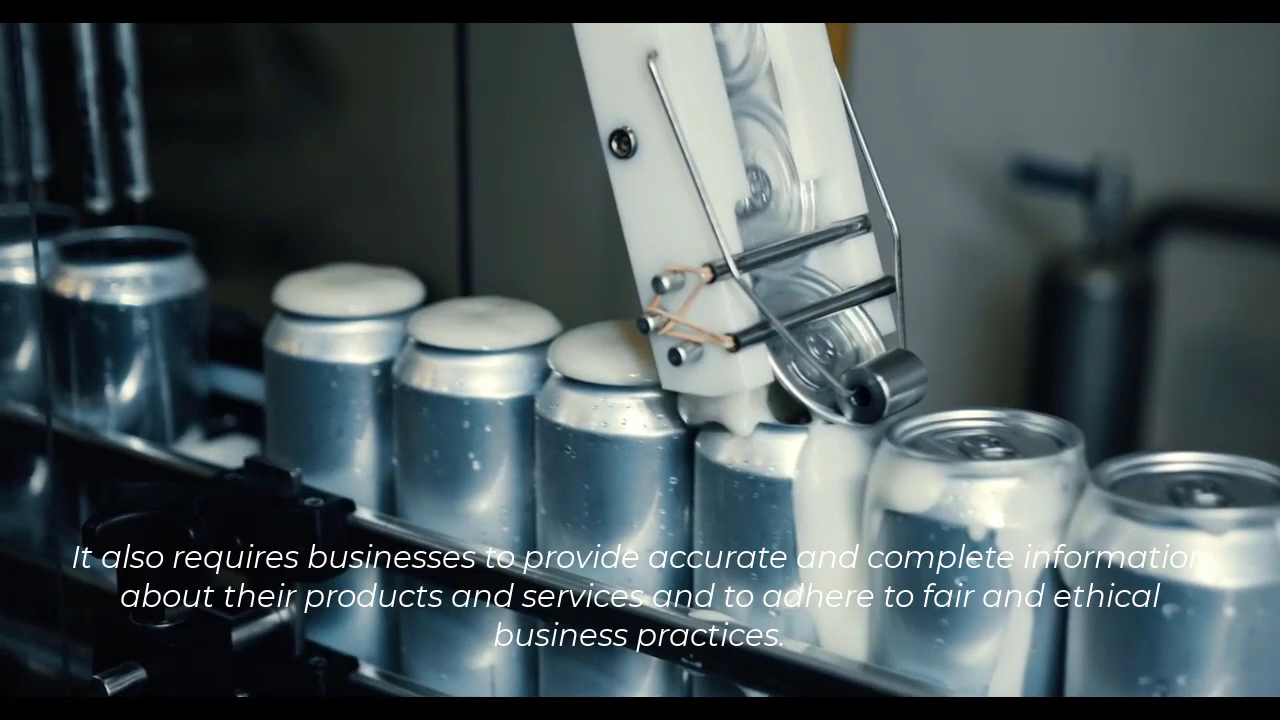 It also requires businesses to provide accurate and complete information
about their products and services and to adhere to fair and ethical
business practices.